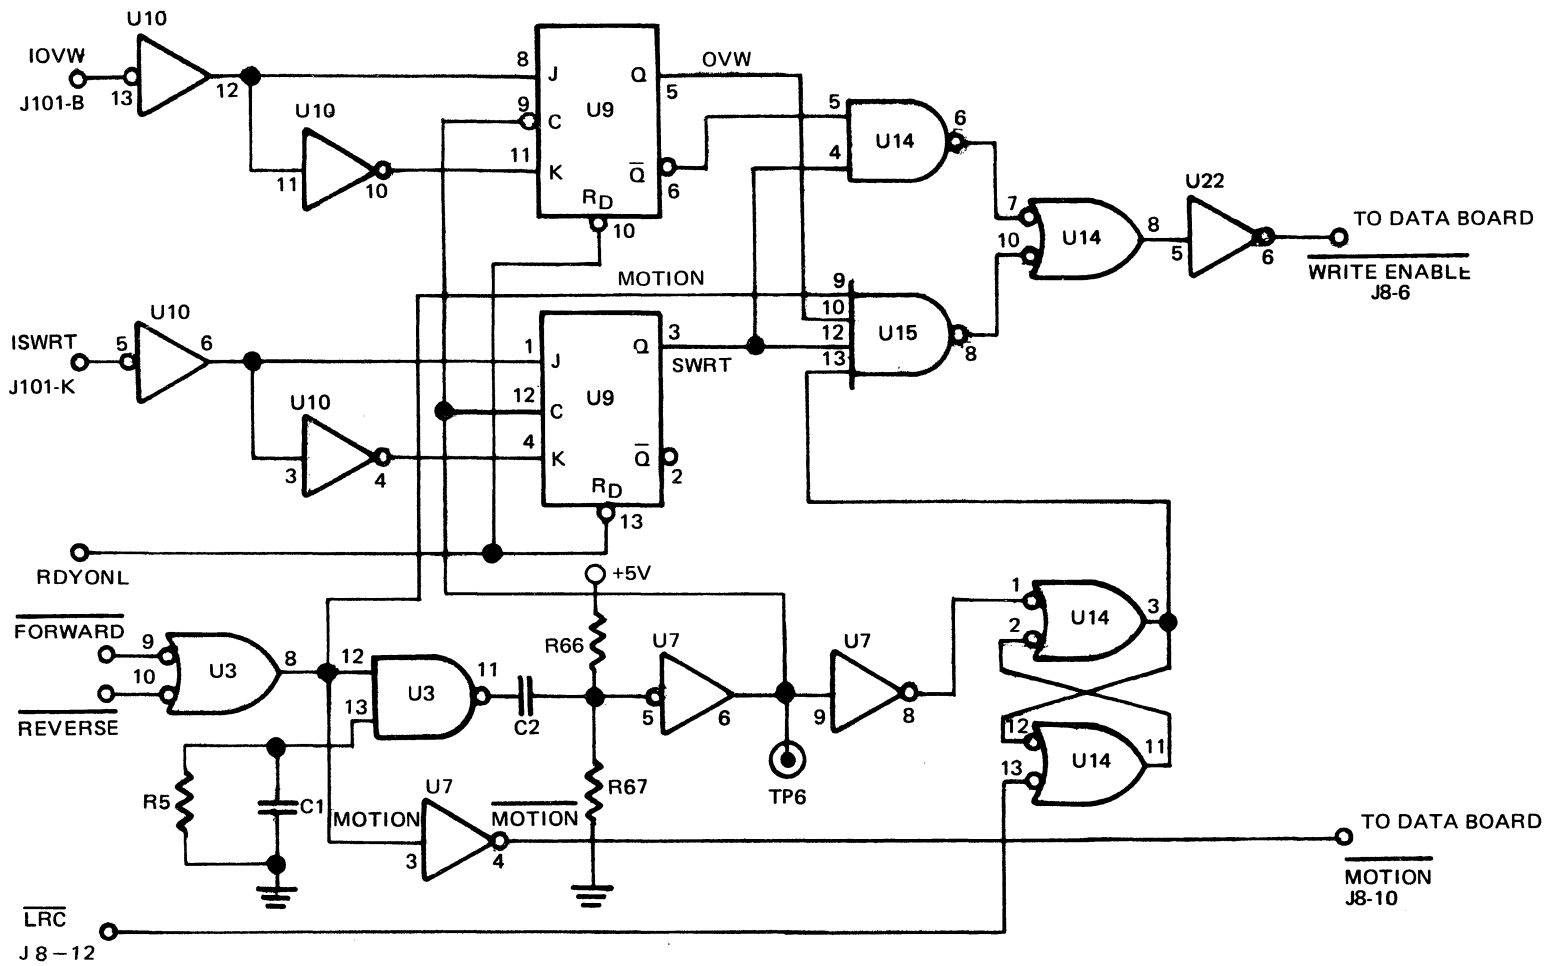 U10
IOVW
J101-B
13
12
U10
11
10
8
J
Q
5
OVW
9
C
U9
11
K
Q
6
RD
10
5
4
U14
6
7
10
U14
8
U22
5
6
TO DATA BOARD
WRITE ENABLE
J8-6
MOTION
9
10
12
13
U15
8
ISWRT
J101-K
5
U10
6
U10
3
4
1
J
Q
3
SWRT
12
C
U9
4
K
Q
2
RD
13
RDYONL
+5V
FORWARD
9
10
U3
8
REVERSE
12
13
U3
11
C2
R66
R67
U7
5
6
TP6
U7
9
8
1
2
U14
3
12
13
U14
11
R5
C1
MOTION
U7
3
4
MOTION
TO DATA BOARD
MOTION
J8-10
LRC
J8-12